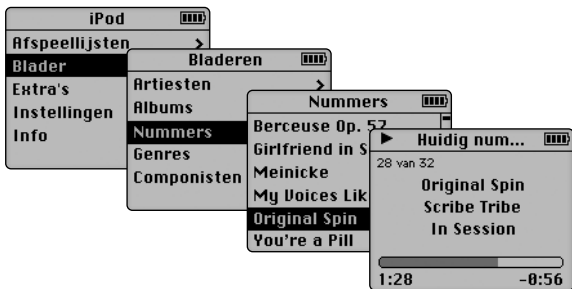 iPod
Afspeellijsten >
Blader
Extra's
Instellingen
Info
Bladeren
Artiesten >
Albums
Nummers
Genres
Componisten
Nummers
Berceuse Op. 57
Girlfriend in S
Meinicke
My Voices Lik
Original Spin
You're a Pill
Huidig num...
28 van 32
Original Spin
Scribe Tribe
In Session
1:28 -0:56